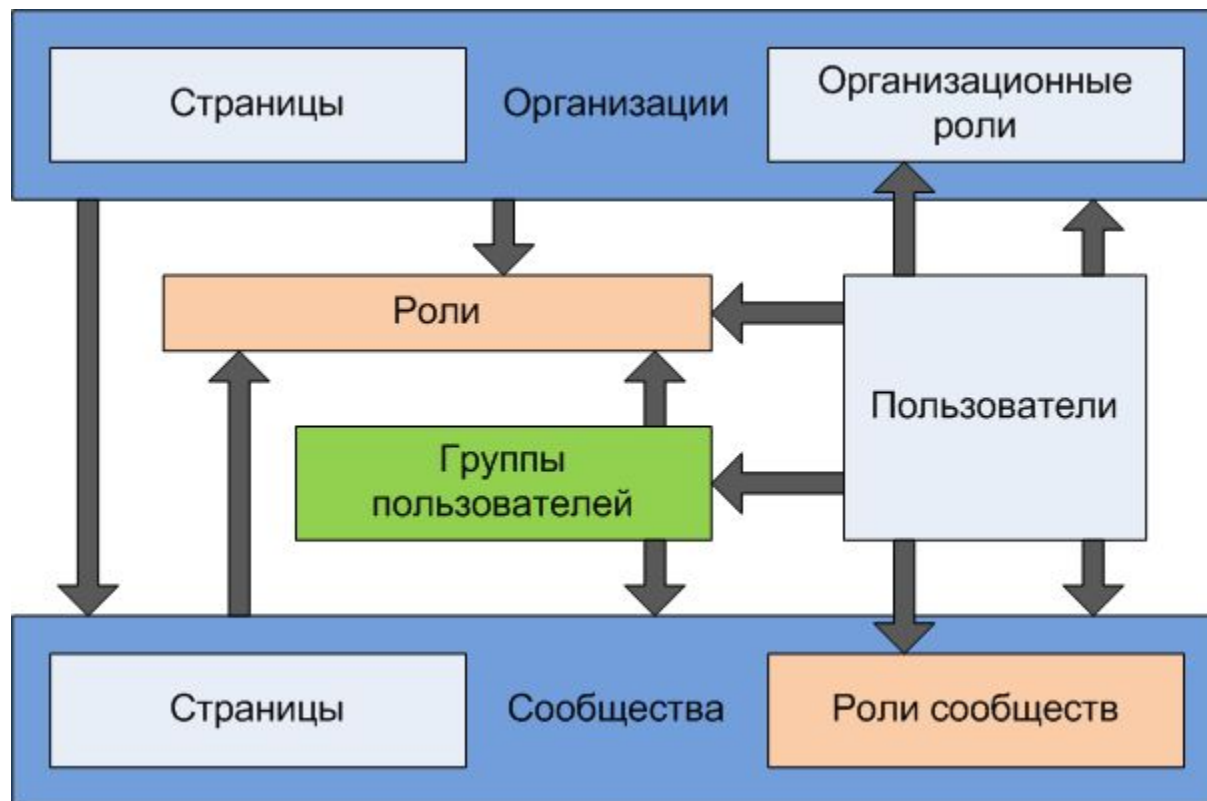 Страницы
Организации
Организационные
роли
Роли
Пользователи
Группы
пользователей
Страницы
Сообщества
Роли сообществ